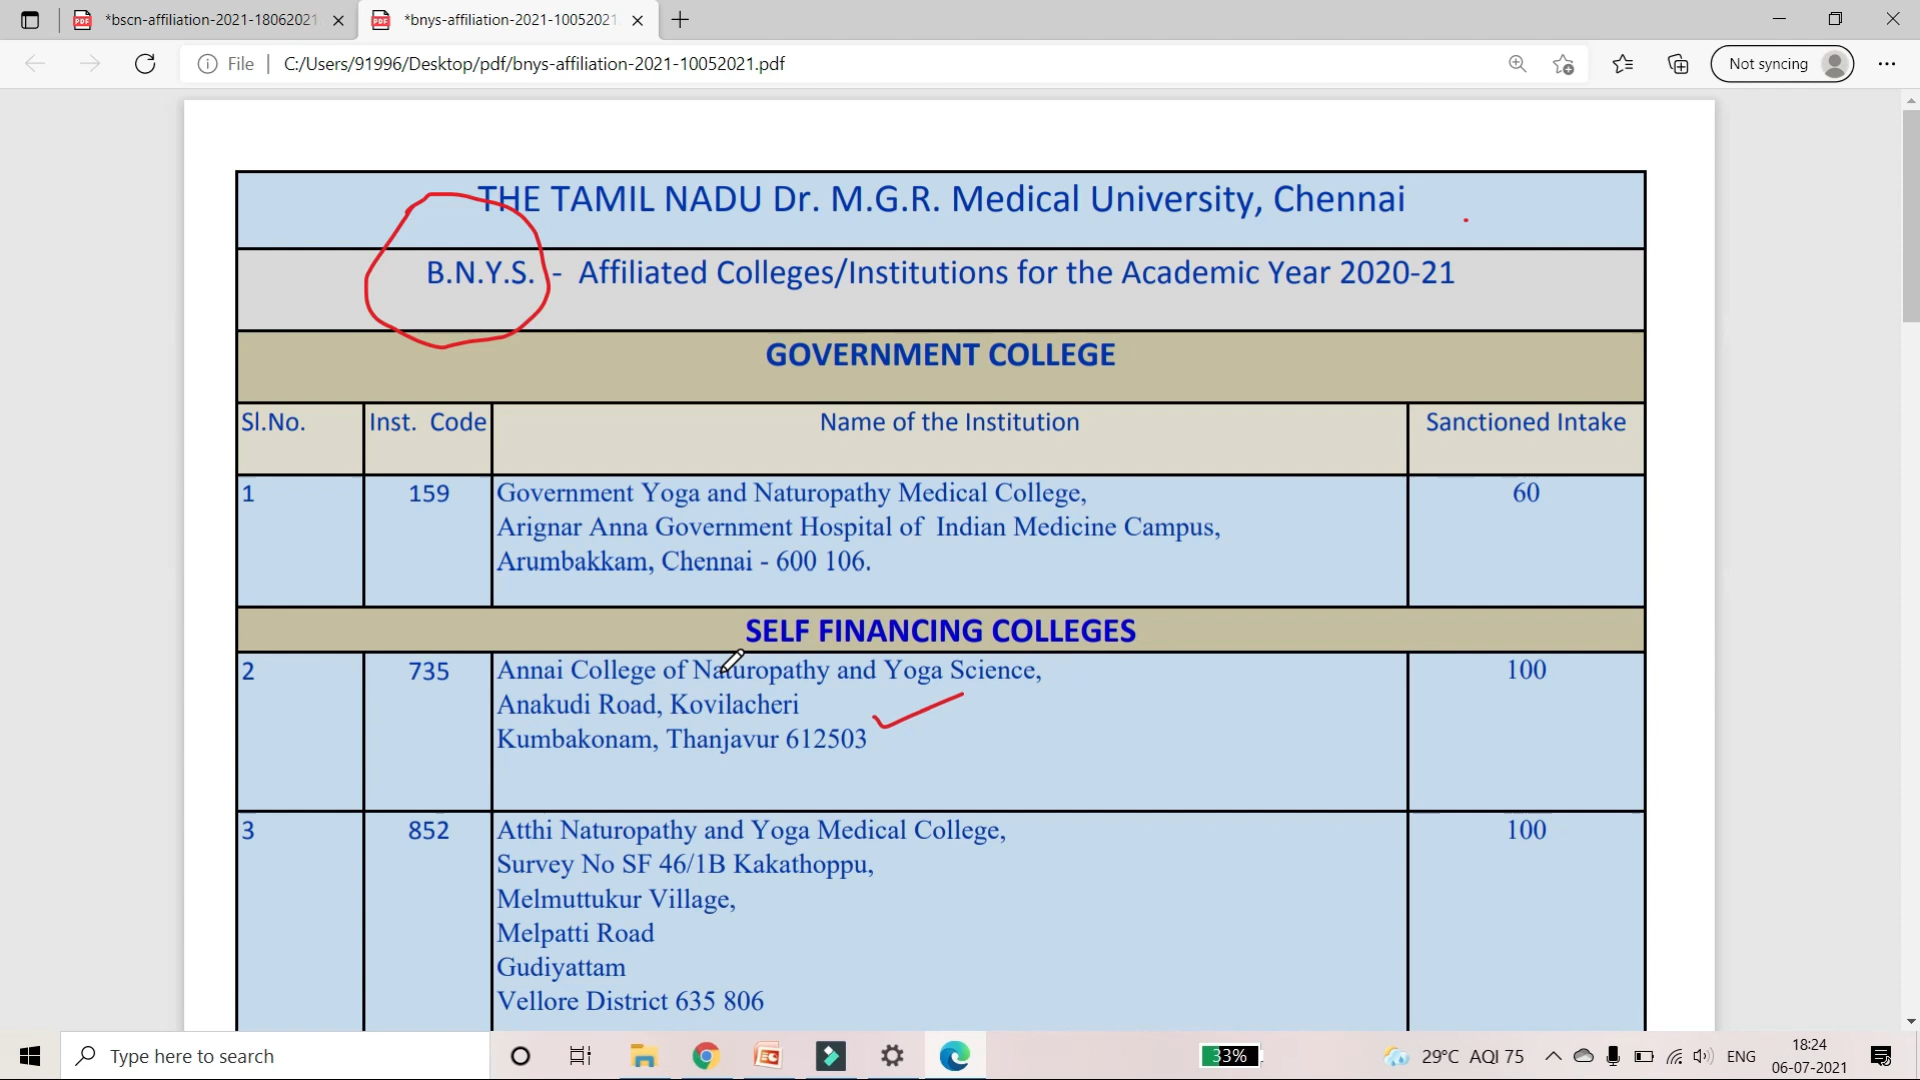 *bscn-affiliation-2021-18062021
*bnys-affiliation-2021-10052021
File
C:/Users/91996/Desktop/pdf/bnys-affiliation-2021-10052021.pdf
Not syncing
THE TAMIL NADU Dr. M.G.R. Medical University, Chennai
B.N.Y.S. - Affiliated Colleges/Institutions for the Academic Year 2020-21
GOVERNMENT COLLEGE
Sl.No. Inst. Code Name of the Institution Sanctioned Intake
1 159 Government Yoga and Naturopathy Medical College, 60
Arignar Anna Government Hospital of Indian Medicine Campus,
Arumbakkam, Chennai - 600 106.
SELF FINANCING COLLEGES
2 735 Annai College of Naturopathy and Yoga Science, 100
Anakudi Road, Kovilacheri
Kumbakonam, Thanjavur 612503
3 852 Atthi Naturopathy and Yoga Medical College, 100
Survey No SF 46/1B Kakathoppu,
Melmuttukur Village,
Melpatti Road
Gudiyattam
Vellore District 635 806
Type here to search
33%
29°C AQI 75
ENG
18:24
06-07-2021